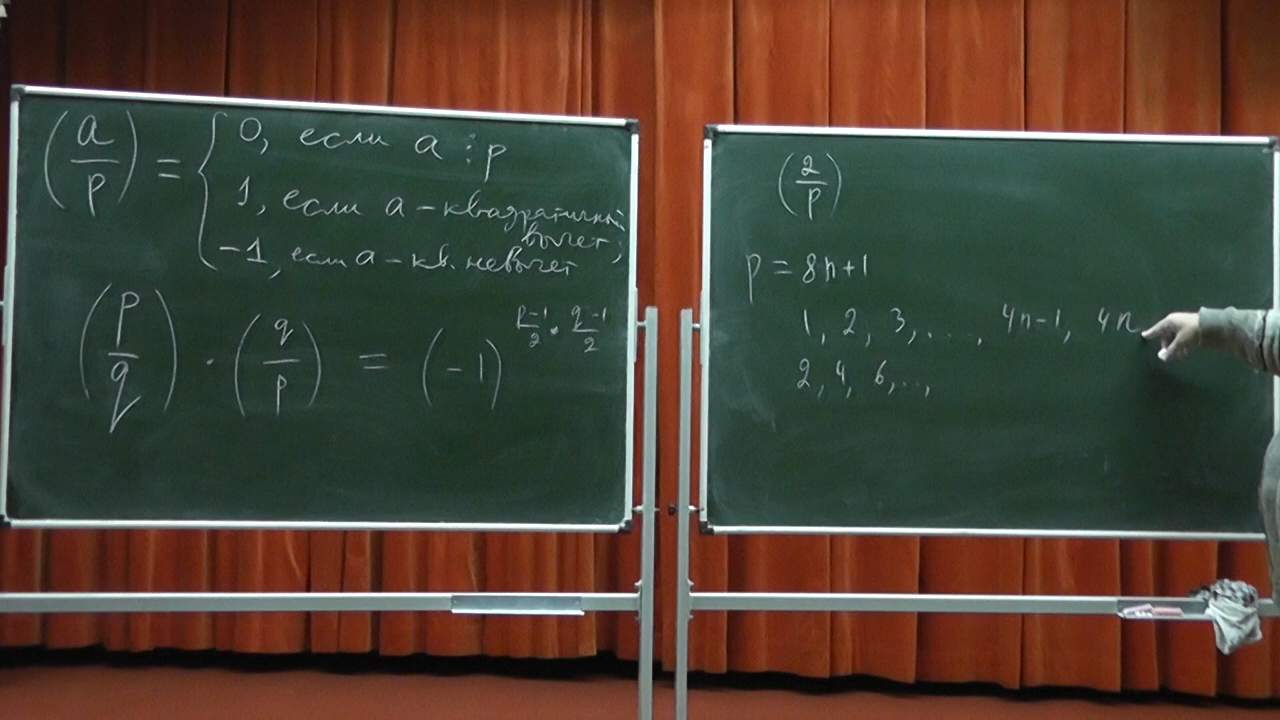 (a/p) = { 0, если a ⋮ p
1, если a – квадратичный
вычет;
−1, если a – кв. невычет
(p/q) · (q/p) = (−1)^((p−1)/2 · (q−1)/2)
(2/p)
p = 8n+1
1, 2, 3, ..., 4n−1, 4n
2, 4, 6, ...,